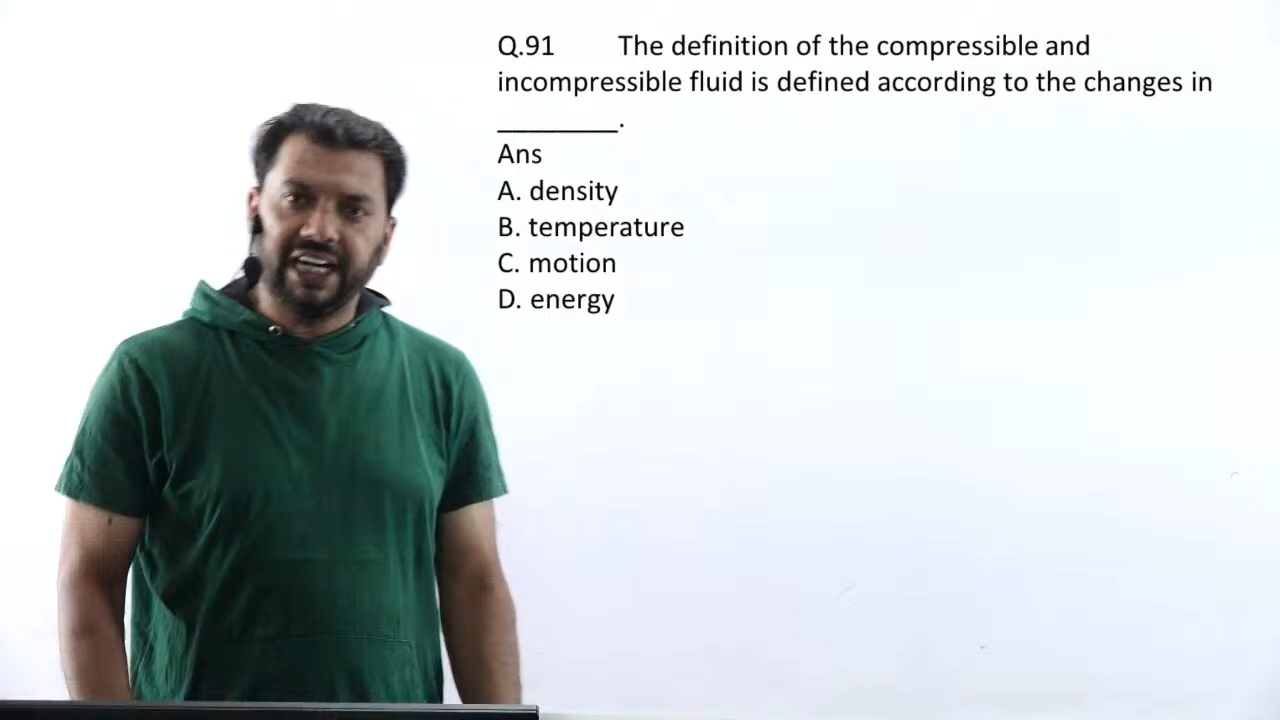 Q.91 The definition of the compressible and
incompressible fluid is defined according to the changes in
________.
Ans
A. density
B. temperature
C. motion
D. energy